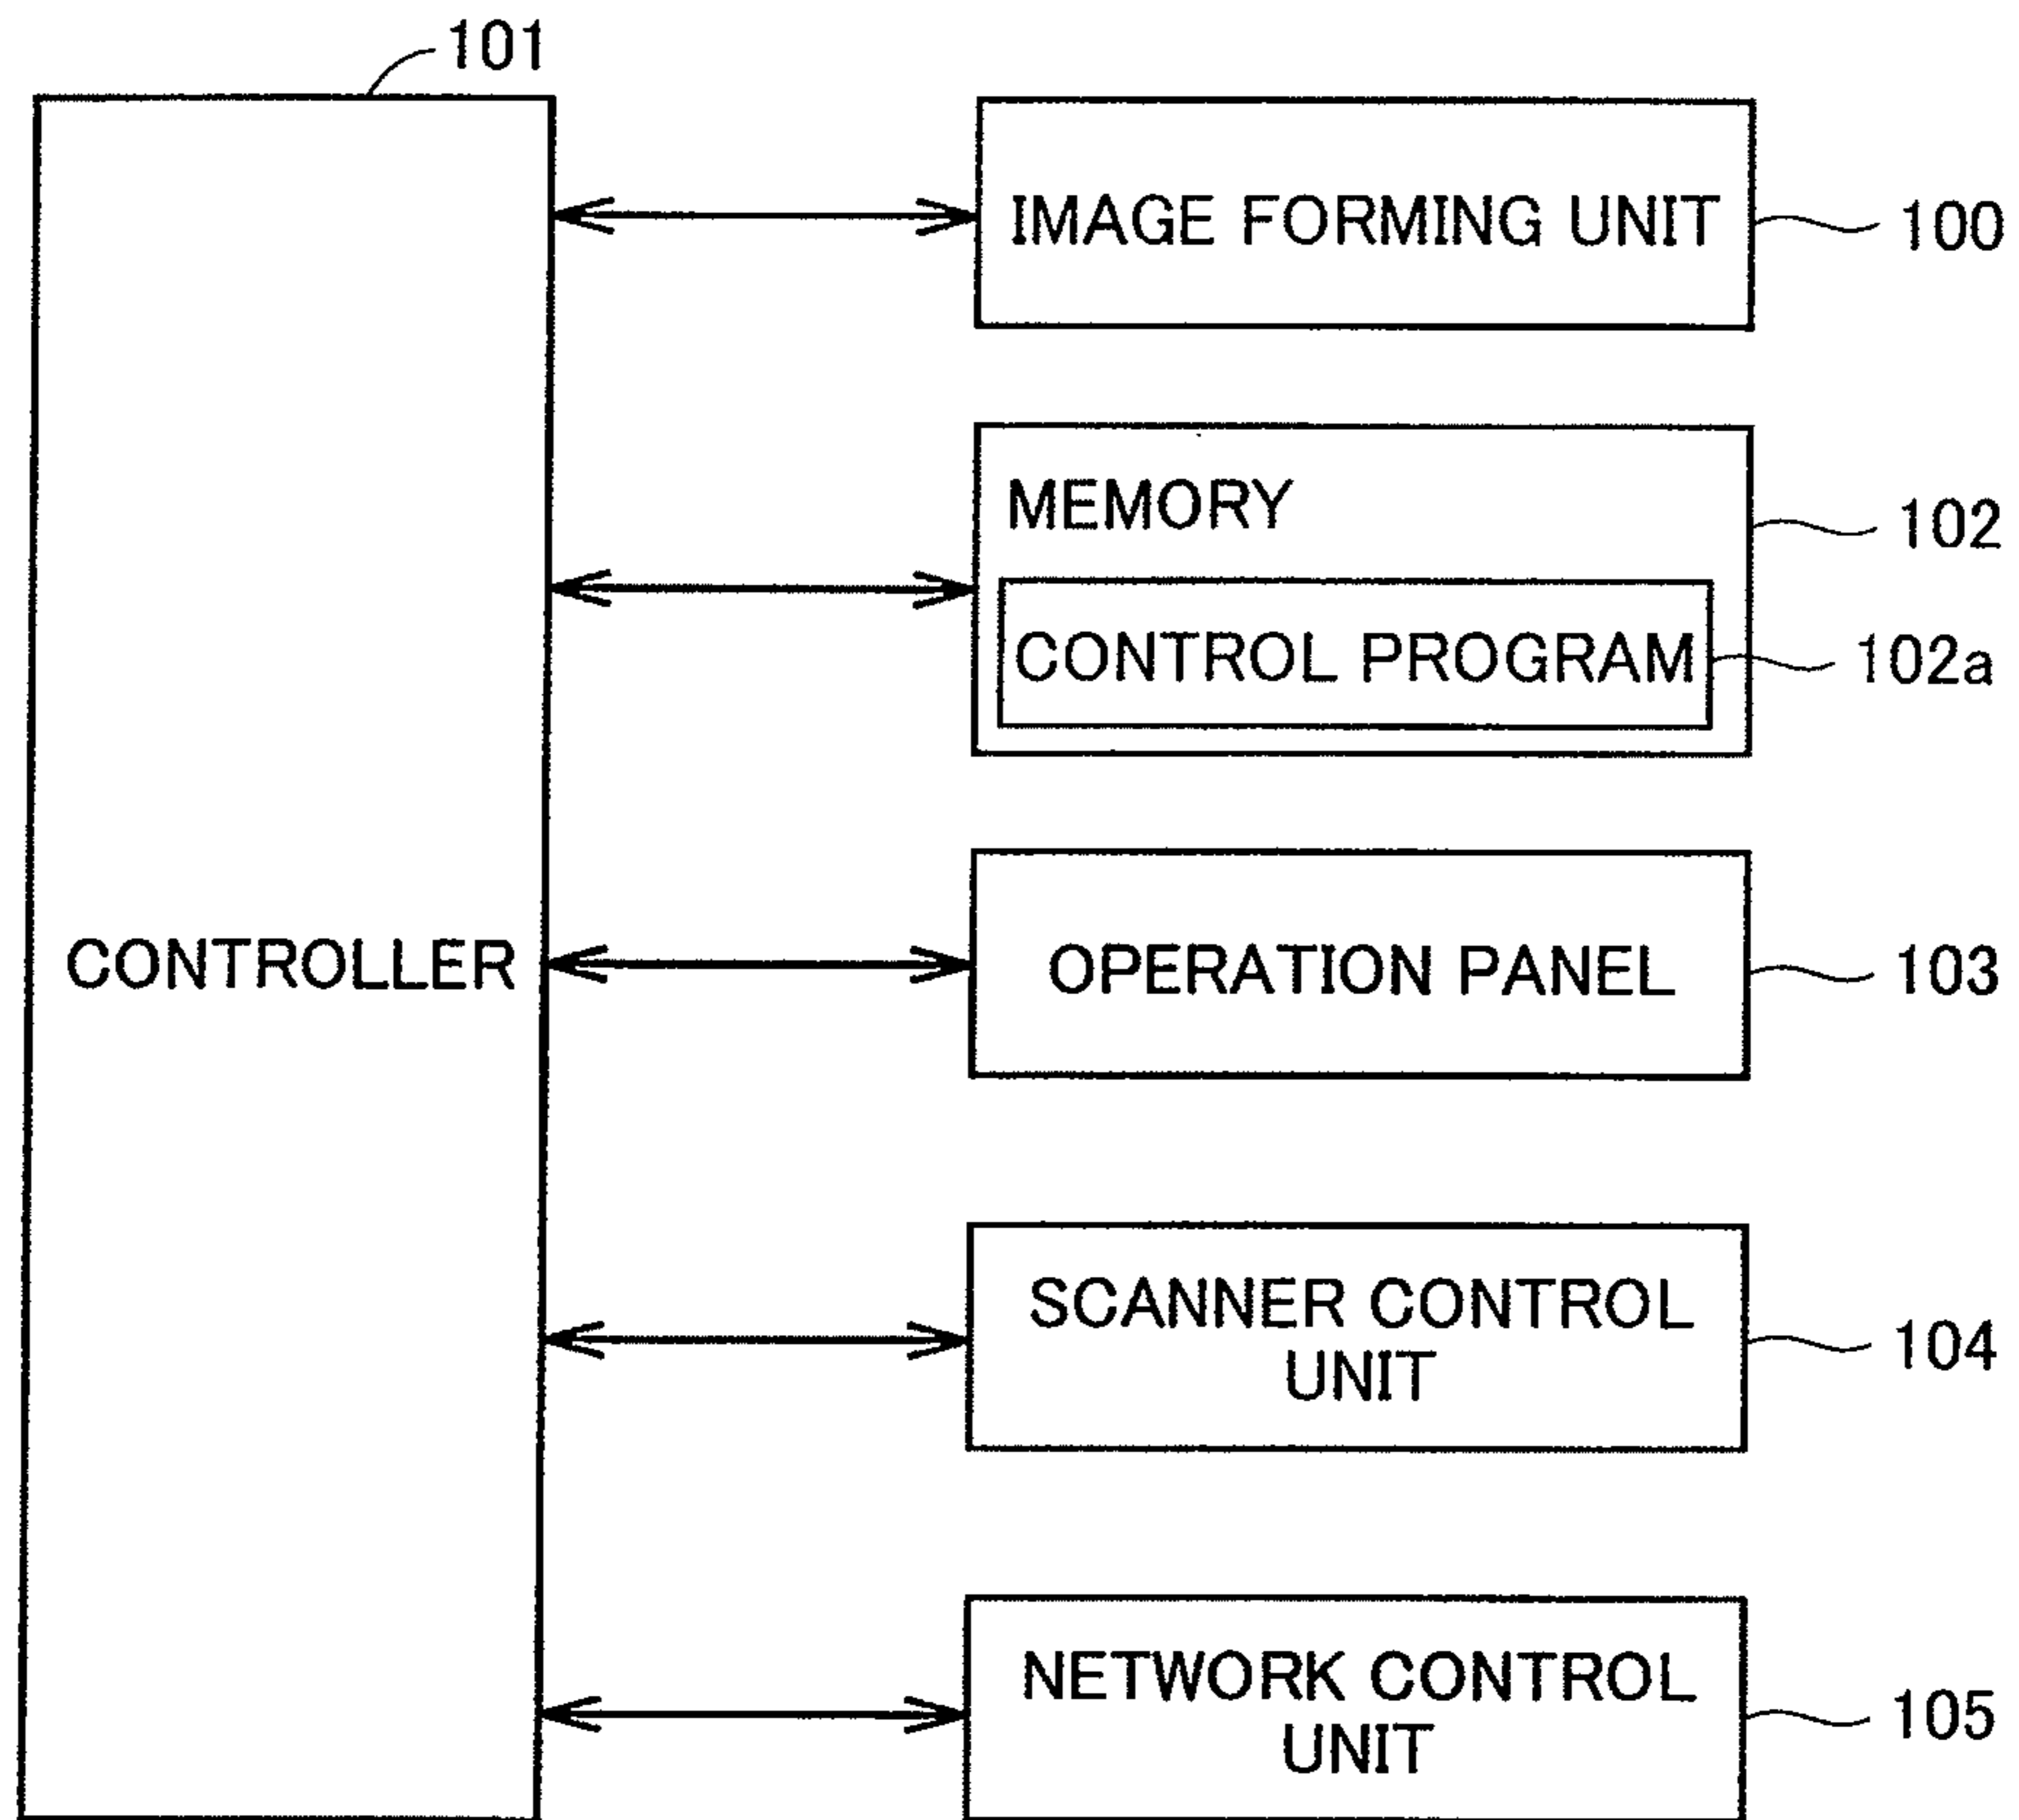 101
IMAGE FORMING UNIT
100
MEMORY
102
CONTROL PROGRAM
102a
CONTROLLER
OPERATION PANEL
103
SCANNER CONTROL
UNIT
104
NETWORK CONTROL
UNIT
105